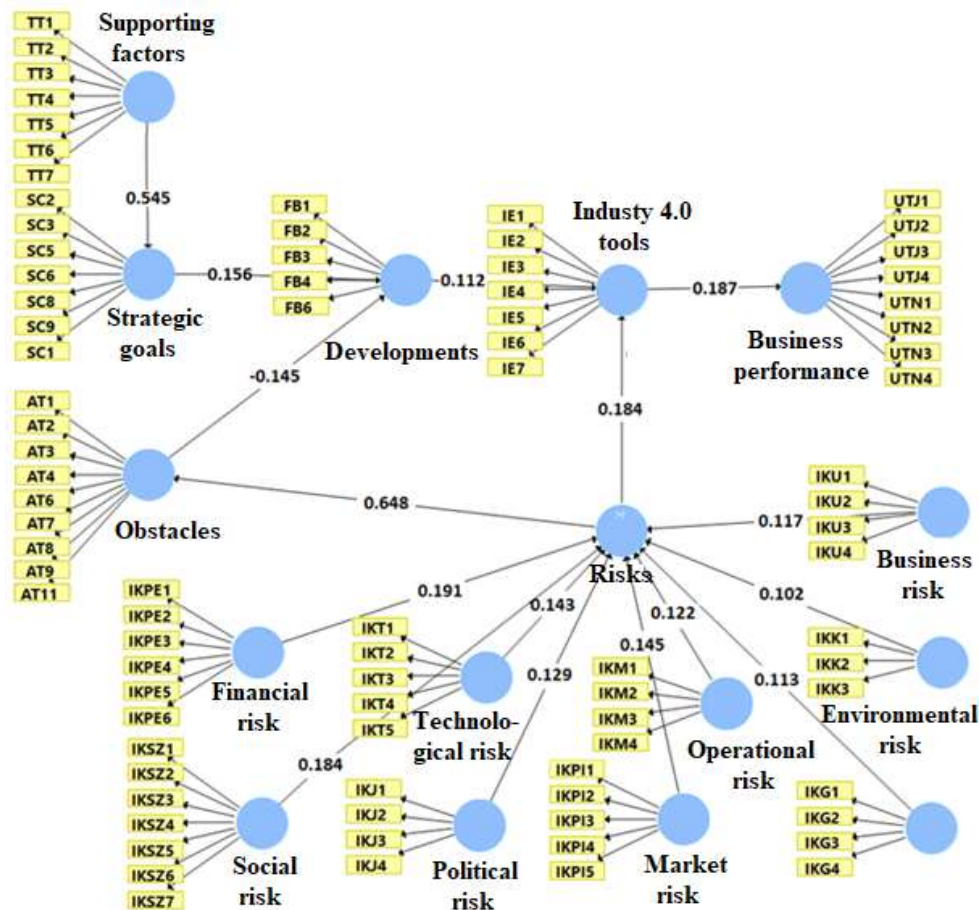 TT1
TT2
TT3
TT4
TT5
TT6
TT7
Supporting
factors
0.545
SC2
SC3
SC5
SC6
SC8
SC9
SC1
Strategic
goals
0.156
FB1
FB2
FB3
FB4
FB6
Developments
0.112
IE1
IE2
IE3
IE4
IE5
IE6
IE7
Industy 4.0
tools
0.187
UTJ1
UTJ2
UTJ3
UTJ4
UTN1
UTN2
UTN3
UTN4
Business
performance
-0.145
0.184
AT1
AT2
AT3
AT4
AT6
AT7
AT8
AT9
AT11
Obstacles
0.648
Risks
0.117
IKU1
IKU2
IKU3
IKU4
Business
risk
0.191
IKPE1
IKPE2
IKPE3
IKPE4
IKPE5
IKPE6
Financial
risk
0.143
IKT1
IKT2
IKT3
IKT4
IKT5
Technolo-
gical risk
0.129
0.145
0.122
IKM1
IKM2
IKM3
IKM4
Operational
risk
0.102
IKK1
IKK2
IKK3
Environmental
risk
0.113
0.184
IKSZ1
IKSZ2
IKSZ3
IKSZ4
IKSZ5
IKSZ6
IKSZ7
Social
risk
IKJ1
IKJ2
IKJ3
IKJ4
Political
risk
IKPI1
IKPI2
IKPI3
IKPI4
IKPI5
Market
risk
IKG1
IKG2
IKG3
IKG4